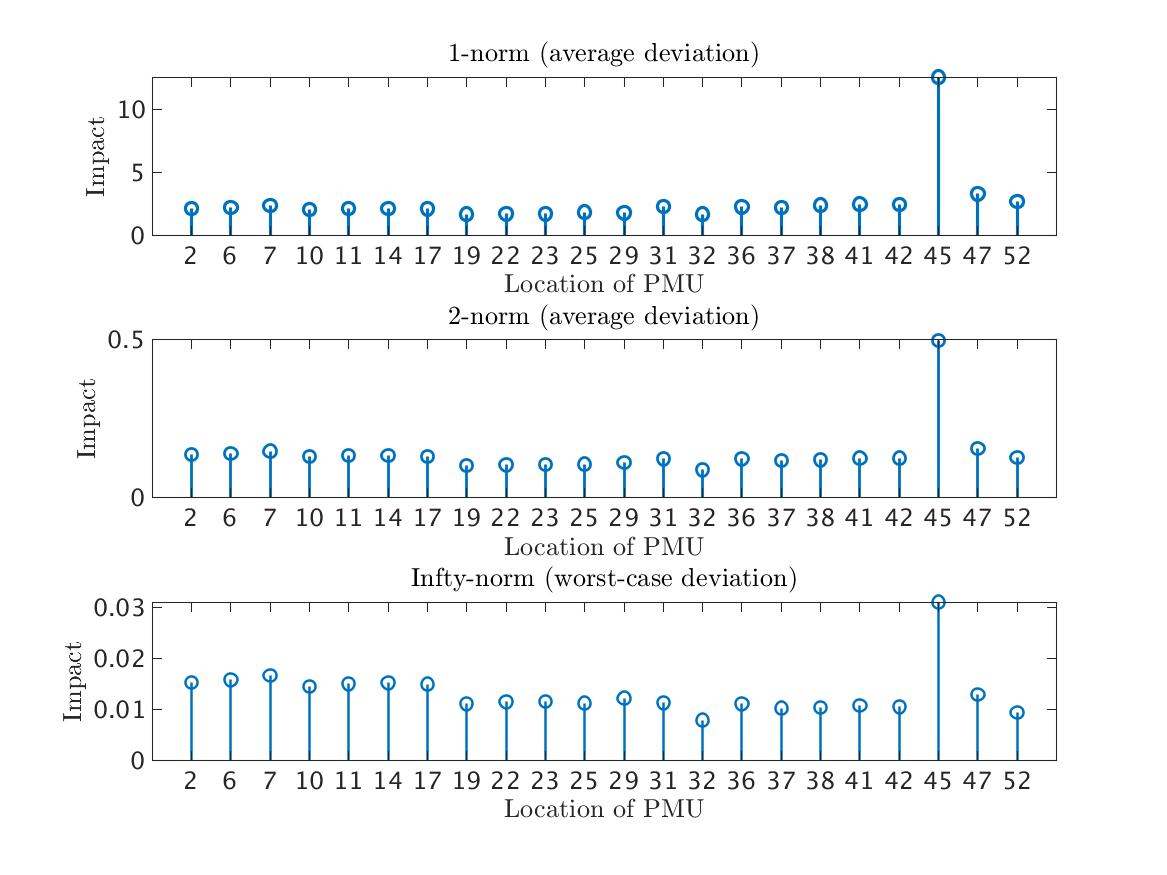 1-norm (average deviation)
10
5
0
Impact
2 6 7 10 11 14 17 19 22 23 25 29 31 32 36 37 38 41 42 45 47 52
Location of PMU
2-norm (average deviation)
0.5
0
Impact
2 6 7 10 11 14 17 19 22 23 25 29 31 32 36 37 38 41 42 45 47 52
Location of PMU
Infty-norm (worst-case deviation)
0.03
0.02
0.01
0
Impact
2 6 7 10 11 14 17 19 22 23 25 29 31 32 36 37 38 41 42 45 47 52
Location of PMU